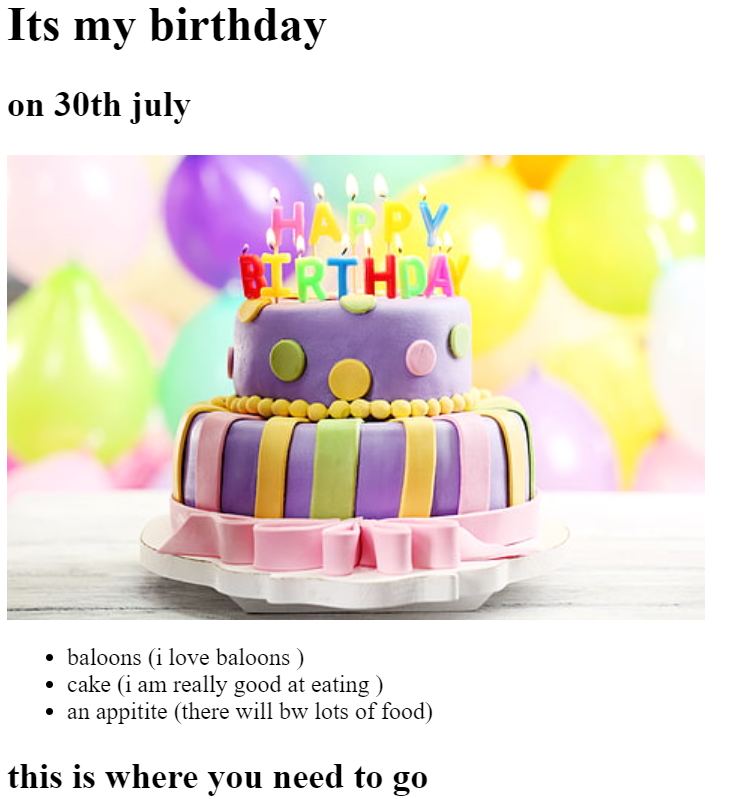 Its my birthday
on 30th july
HAPPY
BIRTHDAY
baloons (i love baloons )
cake (i am really good at eating )
an appitite (there will bw lots of food)
this is where you need to go